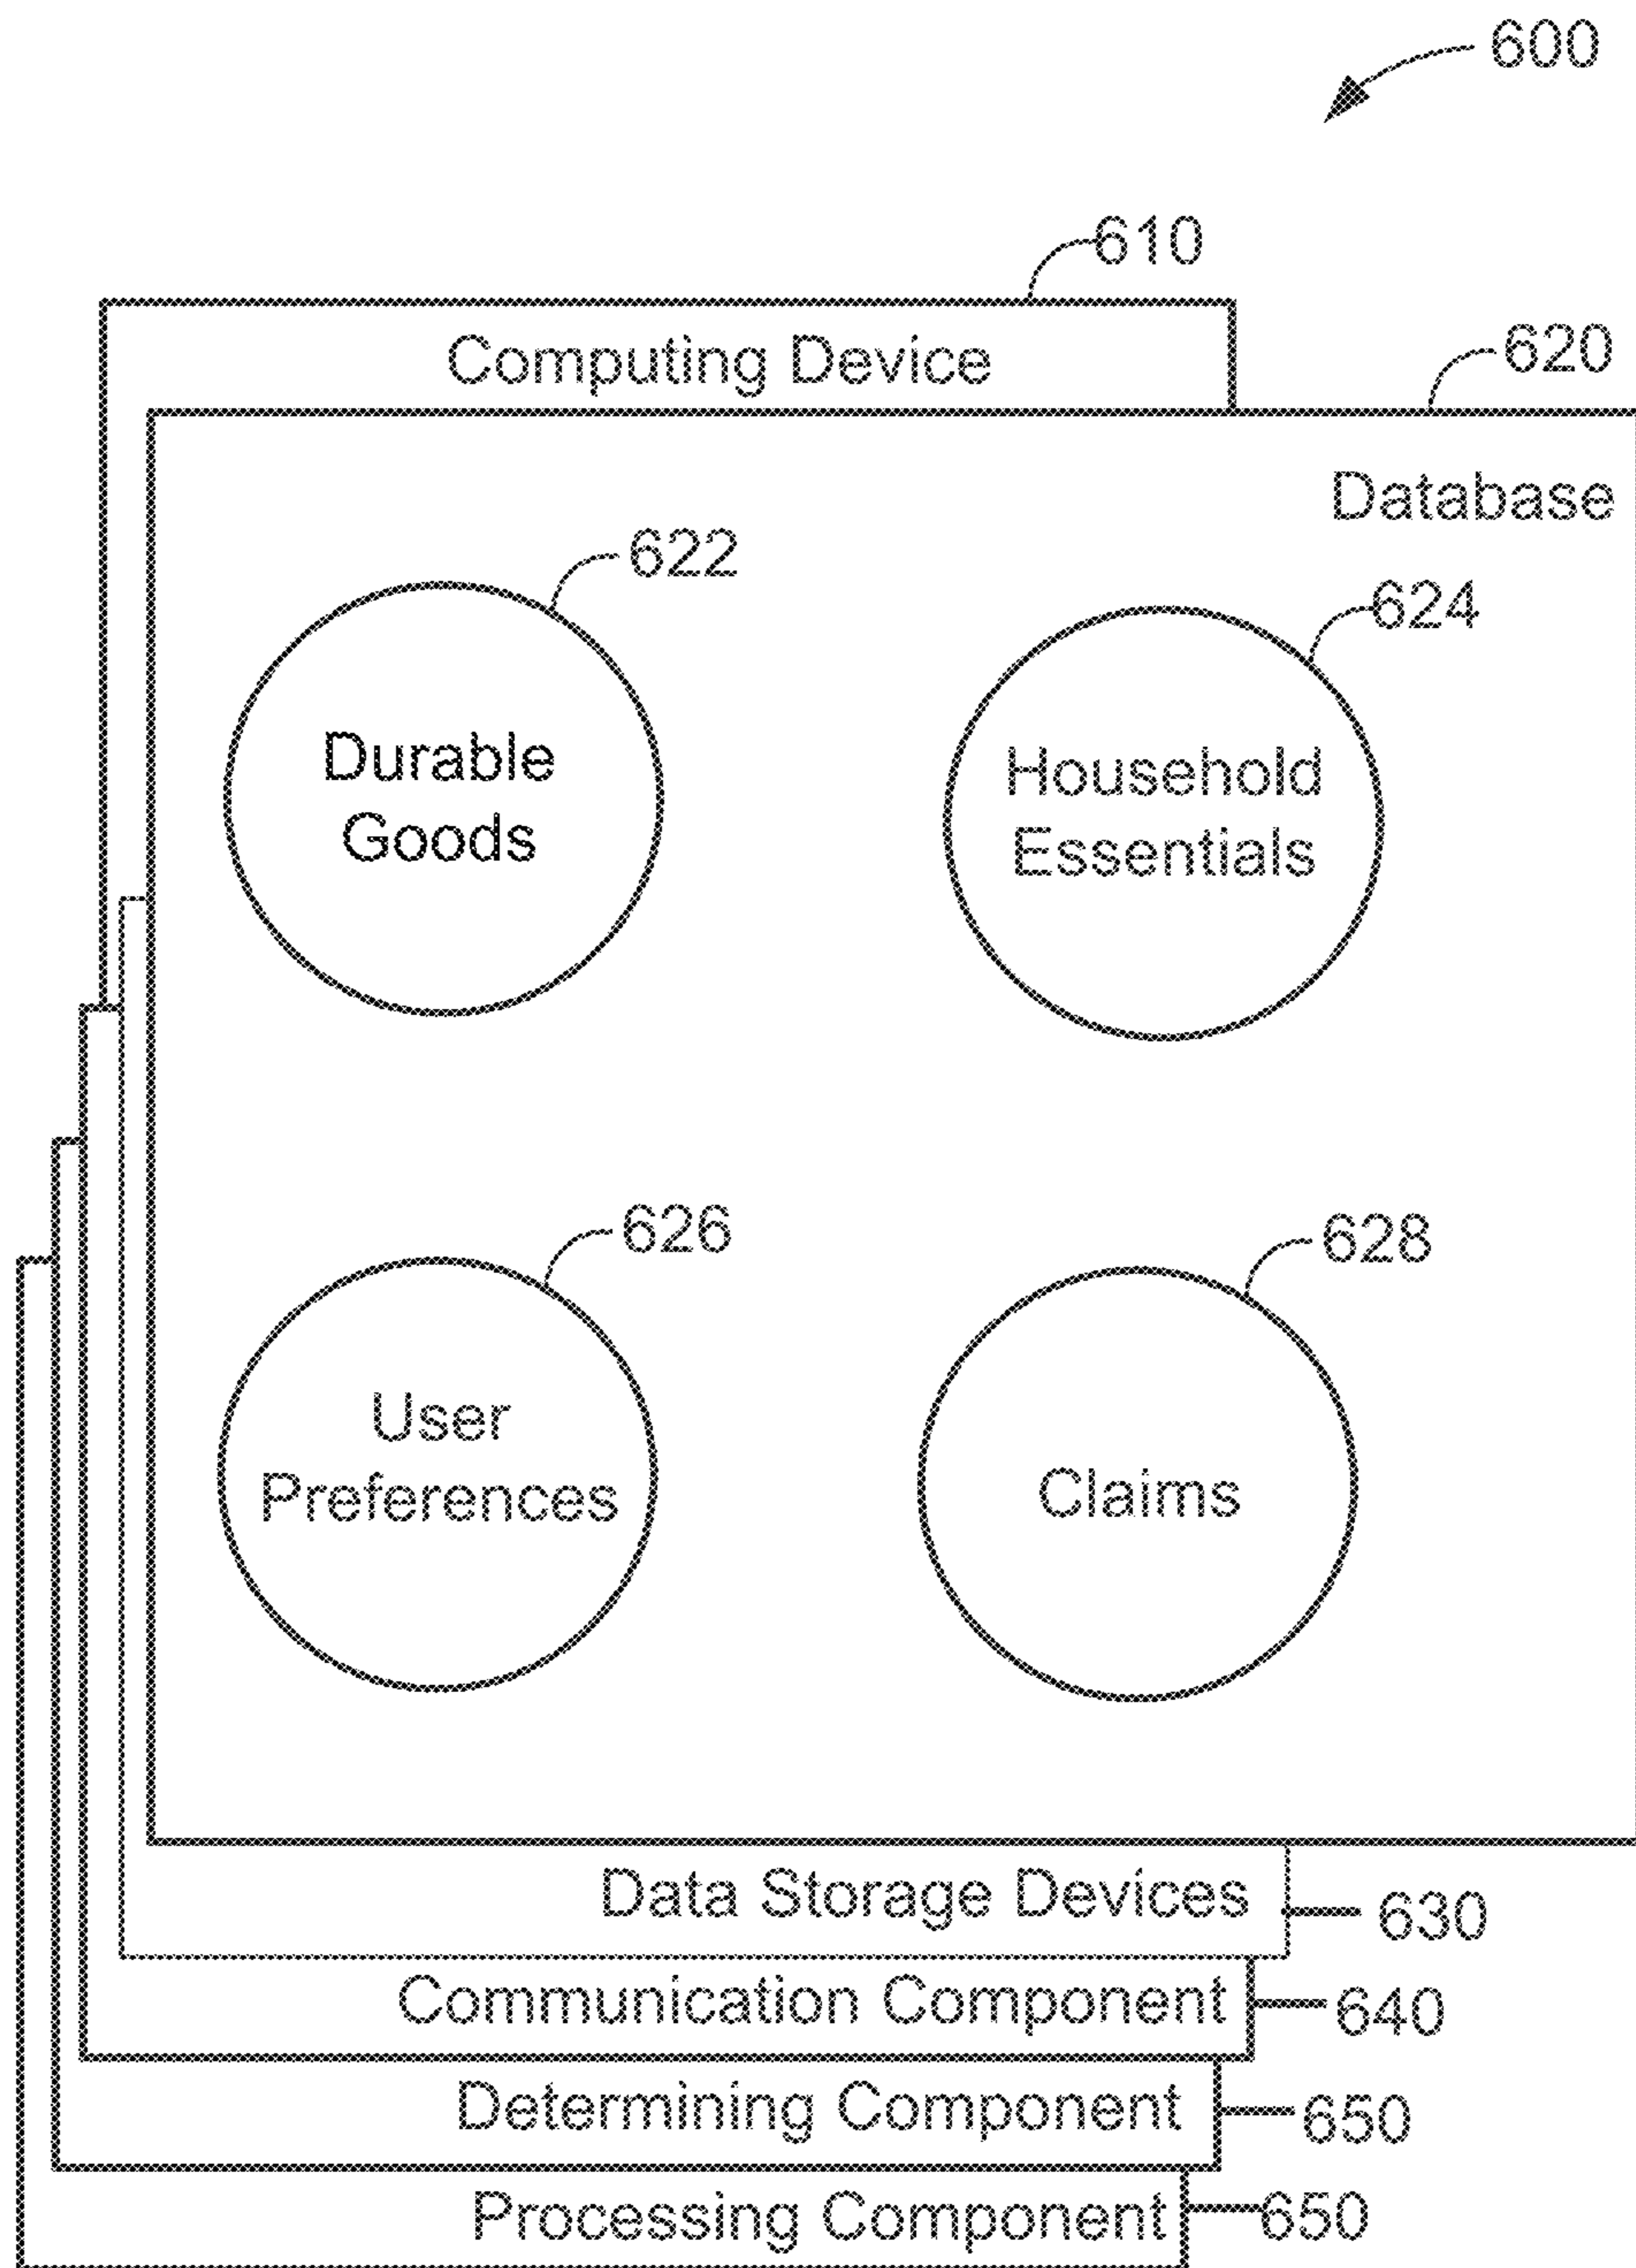 600
610
Computing Device
620
Database
622
624
Durable
Goods
Household
Essentials
626
628
User
Preferences
Claims
Data Storage Devices
630
Communication Component
640
Determining Component
650
Processing Component
650